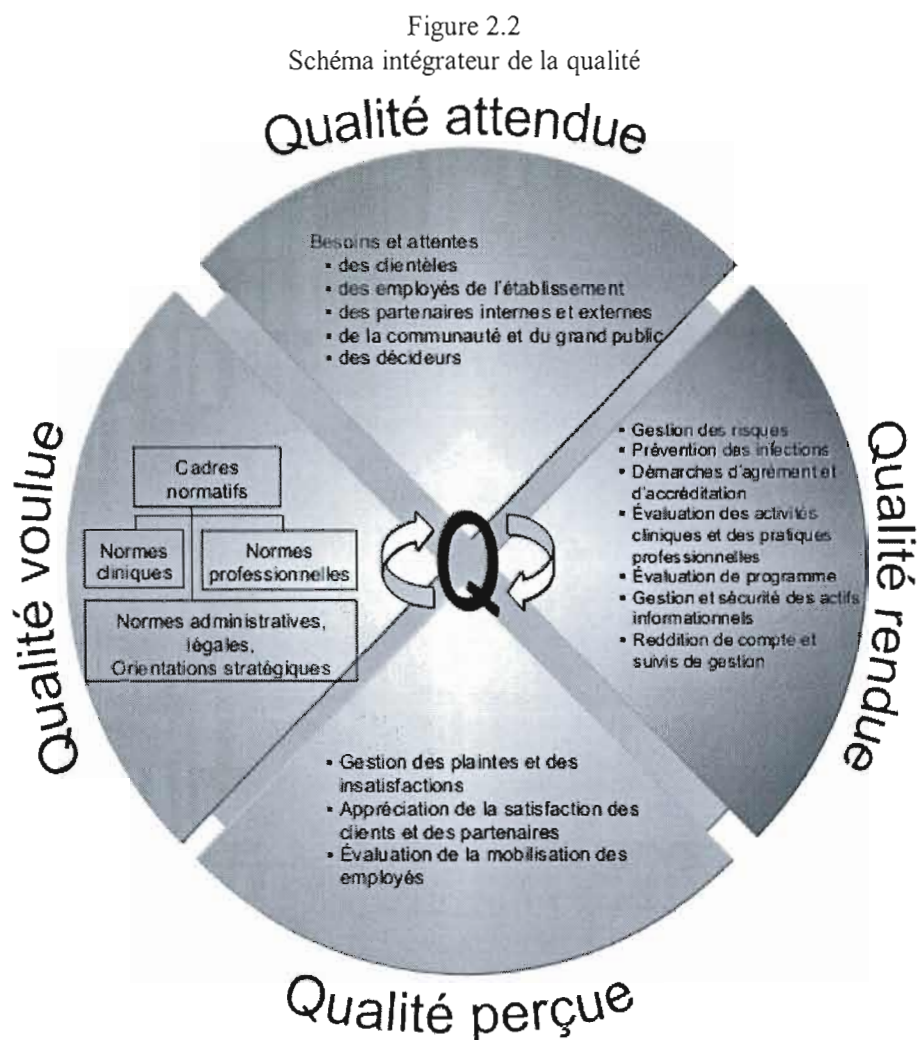 Figure 2.2
Schéma intégrateur de la qualité
Qualité attendue
Besoins et attentes
▪ des clientèles
▪ des employés de l'établissement
▪ des partenaires internes et externes
▪ de la communauté et du grand public
▪ des décideurs
Qualité voulue
Cadres
normatifs
Normes
cliniques
Normes
professionnelles
Normes administratives,
légales,
Orientations stratégiques
Q
Qualité rendue
▪ Gestion des risques
▪ Prévention des infections
▪ Démarches d'agrément et
d'accréditation
▪ Évaluation des activités
cliniques et des pratiques
professionnelles
▪ Évaluation de programme
▪ Gestion et sécurité des actifs
informationnels
▪ Reddition de compte et
suivis de gestion
▪ Gestion des plaintes et des
insatisfactions
▪ Appréciation de la satisfaction des
clients et des partenaires
▪ Évaluation de la mobilisation des
employés
Qualité perçue